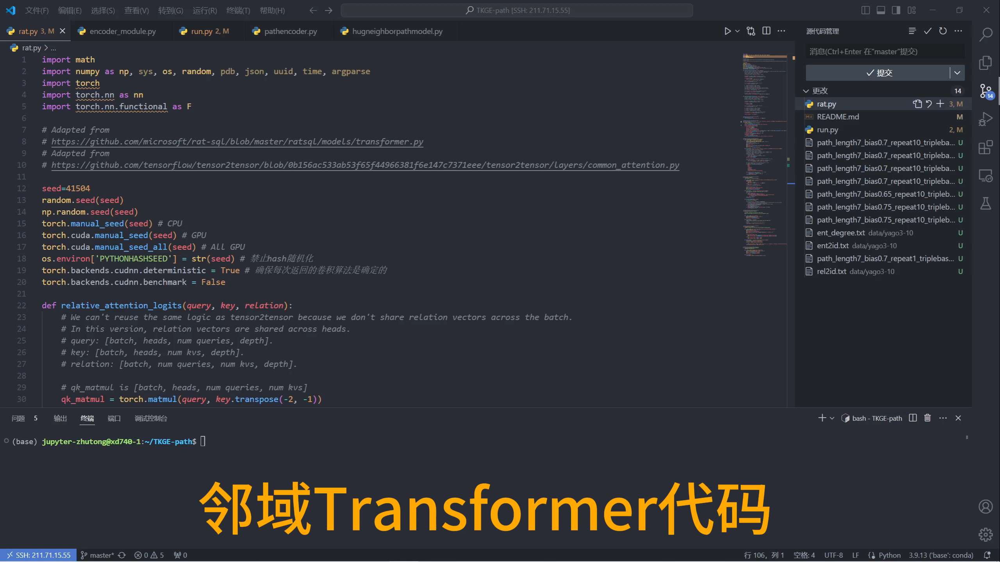 文件(F) 编辑(E) 选择(S) 查看(V) 转到(G) 运行(R) 终端(T) 帮助(H) TKGE-path [SSH: 211.71.15.55]
rat.py 3, M encoder_module.py run.py 2, M pathencoder.py hugneighborpathmodel.py
rat.py > ...
1 import math
2 import numpy as np, sys, os, random, pdb, json, uuid, time, argparse
3 import torch
4 import torch.nn as nn
5 import torch.nn.functional as F
6
7 # Adapted from
8 # https://github.com/microsoft/rat-sql/blob/master/ratsql/models/transformer.py
9 # Adapted from
10 # https://github.com/tensorflow/tensor2tensor/blob/0b156ac533ab53f65f44966381f6e147c7371eee/tensor2tensor/layers/common_attention.py
11
12 seed=41504
13 random.seed(seed)
14 np.random.seed(seed)
15 torch.manual_seed(seed) # CPU
16 torch.cuda.manual_seed(seed) # GPU
17 torch.cuda.manual_seed_all(seed) # All GPU
18 os.environ['PYTHONHASHSEED'] = str(seed) # 禁止hash随机化
19 torch.backends.cudnn.deterministic = True # 确保每次返回的卷积算法是确定的
20 torch.backends.cudnn.benchmark = False
21
22 def relative_attention_logits(query, key, relation):
23 # We can't reuse the same logic as tensor2tensor because we don't share relation vectors across the batch.
24 # In this version, relation vectors are shared across heads.
25 # query: [batch, heads, num queries, depth].
26 # key: [batch, heads, num kvs, depth].
27 # relation: [batch, num queries, num kvs, depth].
28
29 # qk_matmul is [batch, heads, num queries, num kvs]
30 qk_matmul = torch.matmul(query, key.transpose(-2, -1))
源代码管理
消息(Ctrl+Enter 在“master”提交)
提交
更改 14
rat.py 3, M
README.md M
run.py 2, M
path_length7_bias0.7_repeat10_tripleba... U
path_length7_bias0.7_repeat10_tripleba... U
path_length7_bias0.7_repeat10_tripleba... U
path_length7_bias0.7_repeat10_tripleba... U
path_length7_bias0.65_repeat10_tripleb... U
path_length7_bias0.75_repeat10_tripleb... U
path_length7_bias0.75_repeat10_tripleb... U
ent_degree.txt data/yago3-10 U
ent2id.txt data/yago3-10 U
path_length7_bias0.7_repeat1_triplebas... U
rel2id.txt data/yago3-10 U
14
问题 5 输出 终端 端口 调试控制台 bash - TKGE-path
(base) jupyter-zhutong@xd740-1:~/TKGE-path$
邻域Transformer代码
SSH: 211.71.15.55 master* 0 5 0 行 106, 列 1 空格: 4 UTF-8 LF Python 3.9.13 ('base': conda)